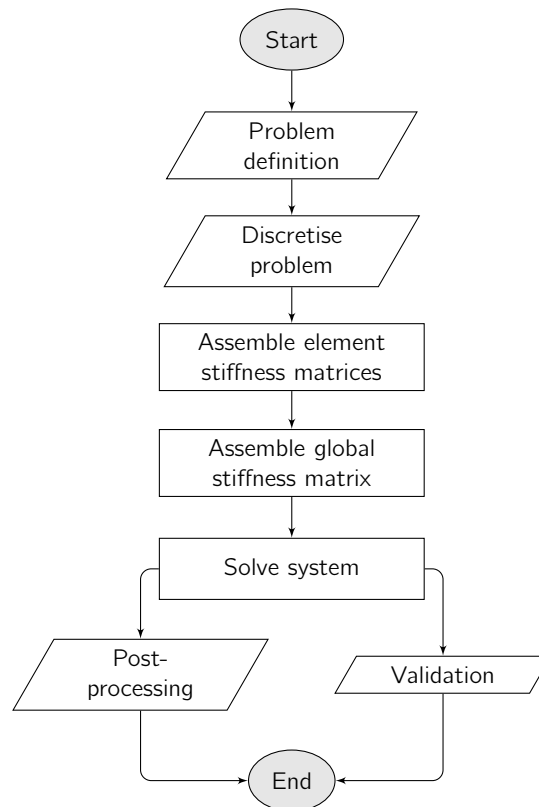 Start
Problem
definition
Discretise
problem
Assemble element
stiffness matrices
Assemble global
stiffness matrix
Solve system
Post-
processing
Validation
End